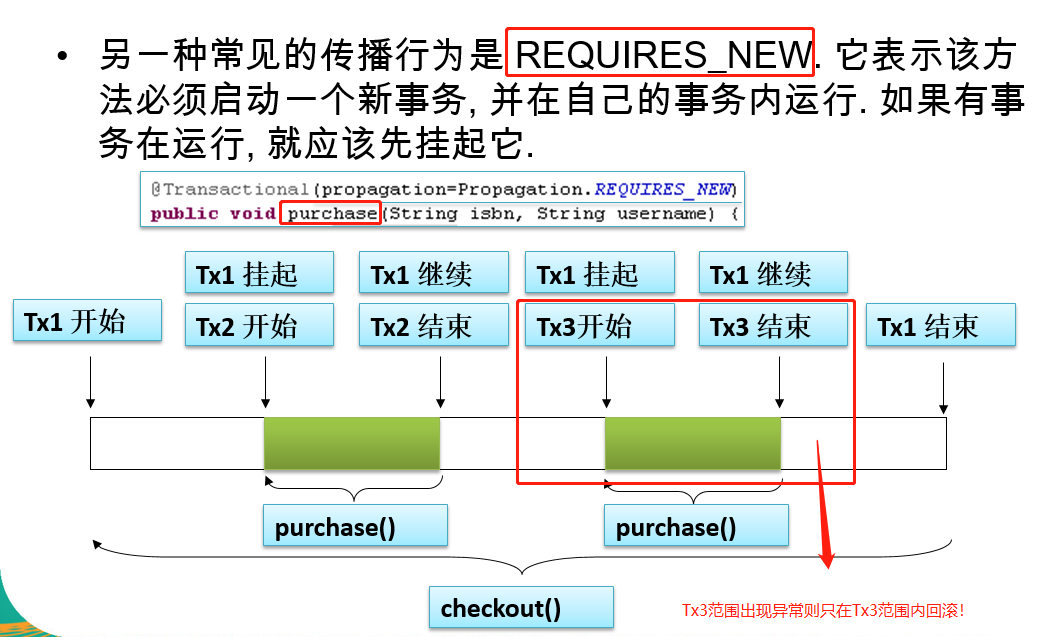 • 另一种常见的传播行为是 REQUIRES_NEW. 它表示该方
法必须启动一个新事务, 并在自己的事务内运行. 如果有事
务在运行, 就应该先挂起它.
@Transactional(propagation=Propagation.REQUIRES_NEW)
public void purchase(String isbn, String username) {
Tx1 挂起
Tx1 继续
Tx1 挂起
Tx1 继续
Tx1 开始
Tx2 开始
Tx2 结束
Tx3开始
Tx3 结束
Tx1 结束
purchase()
purchase()
checkout()
Tx3范围出现异常则只在Tx3范围内回滚!